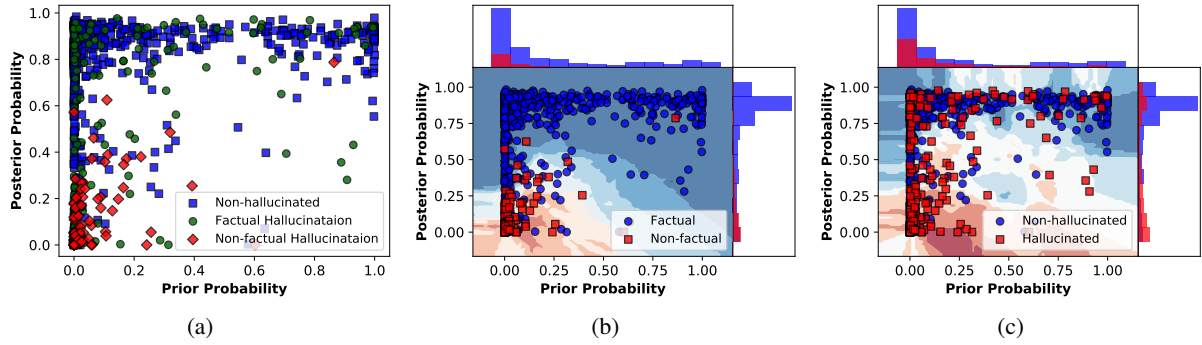 1.0
0.8
0.6
0.4
0.2
0.0
0.0 0.2 0.4 0.6 0.8 1.0
Posterior Probability
Prior Probability
Non-hallucinated
Factual Hallucinataion
Non-factual Hallucinataion
(a)
1.00
0.75
0.50
0.25
0.00
0.00 0.25 0.50 0.75 1.00
Posterior Probability
Prior Probability
Factual
Non-factual
(b)
1.00
0.75
0.50
0.25
0.00
0.00 0.25 0.50 0.75 1.00
Posterior Probability
Prior Probability
Non-hallucinated
Hallucinated
(c)